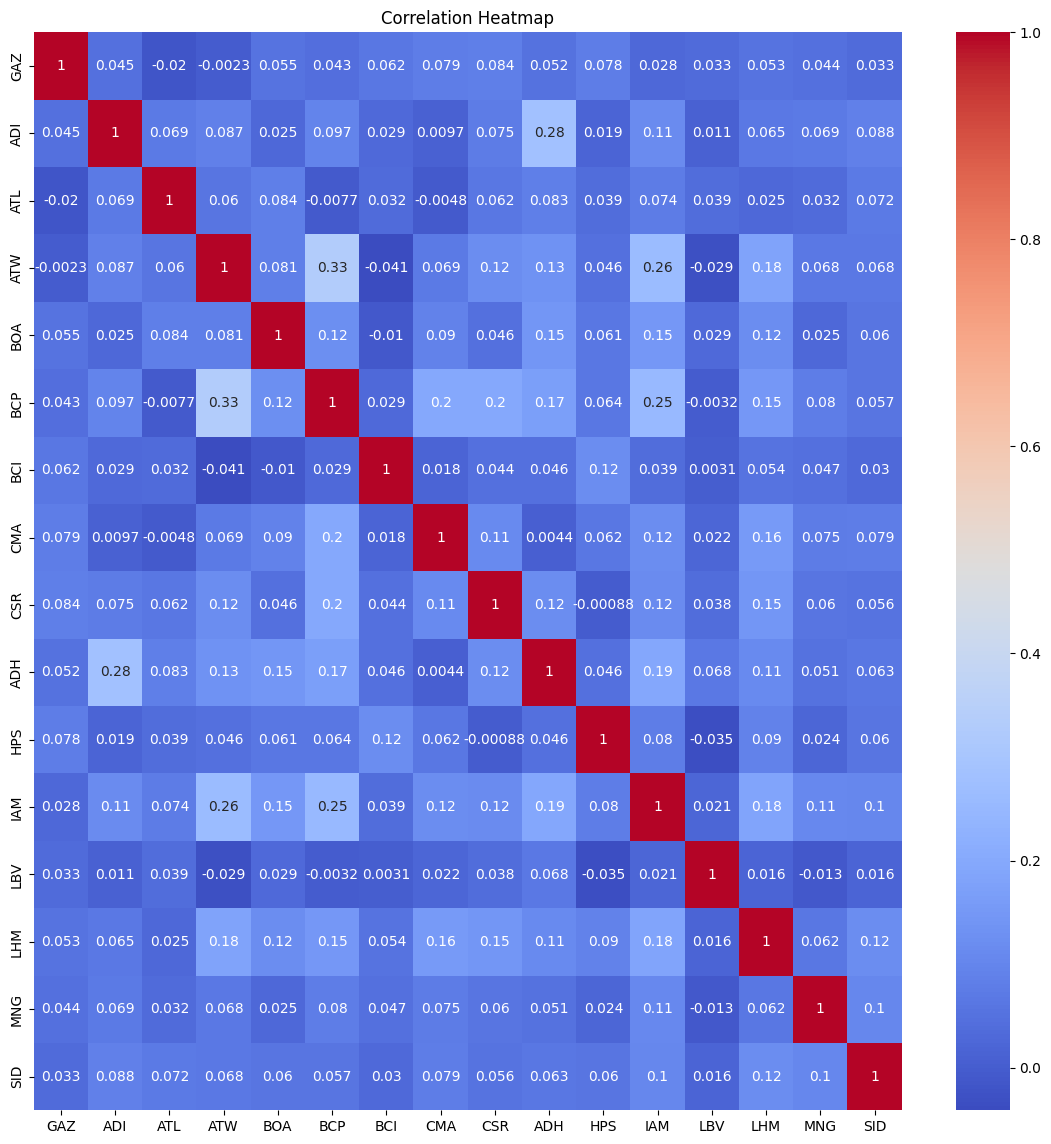 Correlation Heatmap
GAZ 1 0.045 -0.02 -0.0023 0.055 0.043 0.062 0.079 0.084 0.052 0.078 0.028 0.033 0.053 0.044 0.033
ADI 0.045 1 0.069 0.087 0.025 0.097 0.029 0.0097 0.075 0.28 0.019 0.11 0.011 0.065 0.069 0.088
ATL -0.02 0.069 1 0.06 0.084 -0.0077 0.032 -0.0048 0.062 0.083 0.039 0.074 0.039 0.025 0.032 0.072
ATW -0.0023 0.087 0.06 1 0.081 0.33 -0.041 0.069 0.12 0.13 0.046 0.26 -0.029 0.18 0.068 0.068
BOA 0.055 0.025 0.084 0.081 1 0.12 -0.01 0.09 0.046 0.15 0.061 0.15 0.029 0.12 0.025 0.06
BCP 0.043 0.097 -0.0077 0.33 0.12 1 0.029 0.2 0.2 0.17 0.064 0.25 -0.0032 0.15 0.08 0.057
BCI 0.062 0.029 0.032 -0.041 -0.01 0.029 1 0.018 0.044 0.046 0.12 0.039 0.0031 0.054 0.047 0.03
CMA 0.079 0.0097 -0.0048 0.069 0.09 0.2 0.018 1 0.11 0.0044 0.062 0.12 0.022 0.16 0.075 0.079
CSR 0.084 0.075 0.062 0.12 0.046 0.2 0.044 0.11 1 0.12 -0.00088 0.12 0.038 0.15 0.06 0.056
ADH 0.052 0.28 0.083 0.13 0.15 0.17 0.046 0.0044 0.12 1 0.046 0.19 0.068 0.11 0.051 0.063
HPS 0.078 0.019 0.039 0.046 0.061 0.064 0.12 0.062 -0.00088 0.046 1 0.08 -0.035 0.09 0.024 0.06
IAM 0.028 0.11 0.074 0.26 0.15 0.25 0.039 0.12 0.12 0.19 0.08 1 0.021 0.18 0.11 0.1
LBV 0.033 0.011 0.039 -0.029 0.029 -0.0032 0.0031 0.022 0.038 0.068 -0.035 0.021 1 0.016 -0.013 0.016
LHM 0.053 0.065 0.025 0.18 0.12 0.15 0.054 0.16 0.15 0.11 0.09 0.18 0.016 1 0.062 0.12
MNG 0.044 0.069 0.032 0.068 0.025 0.08 0.047 0.075 0.06 0.051 0.024 0.11 -0.013 0.062 1 0.1
SID 0.033 0.088 0.072 0.068 0.06 0.057 0.03 0.079 0.056 0.063 0.06 0.1 0.016 0.12 0.1 1
GAZ ADI ATL ATW BOA BCP BCI CMA CSR ADH HPS IAM LBV LHM MNG SID
1.0
0.8
0.6
0.4
0.2
0.0